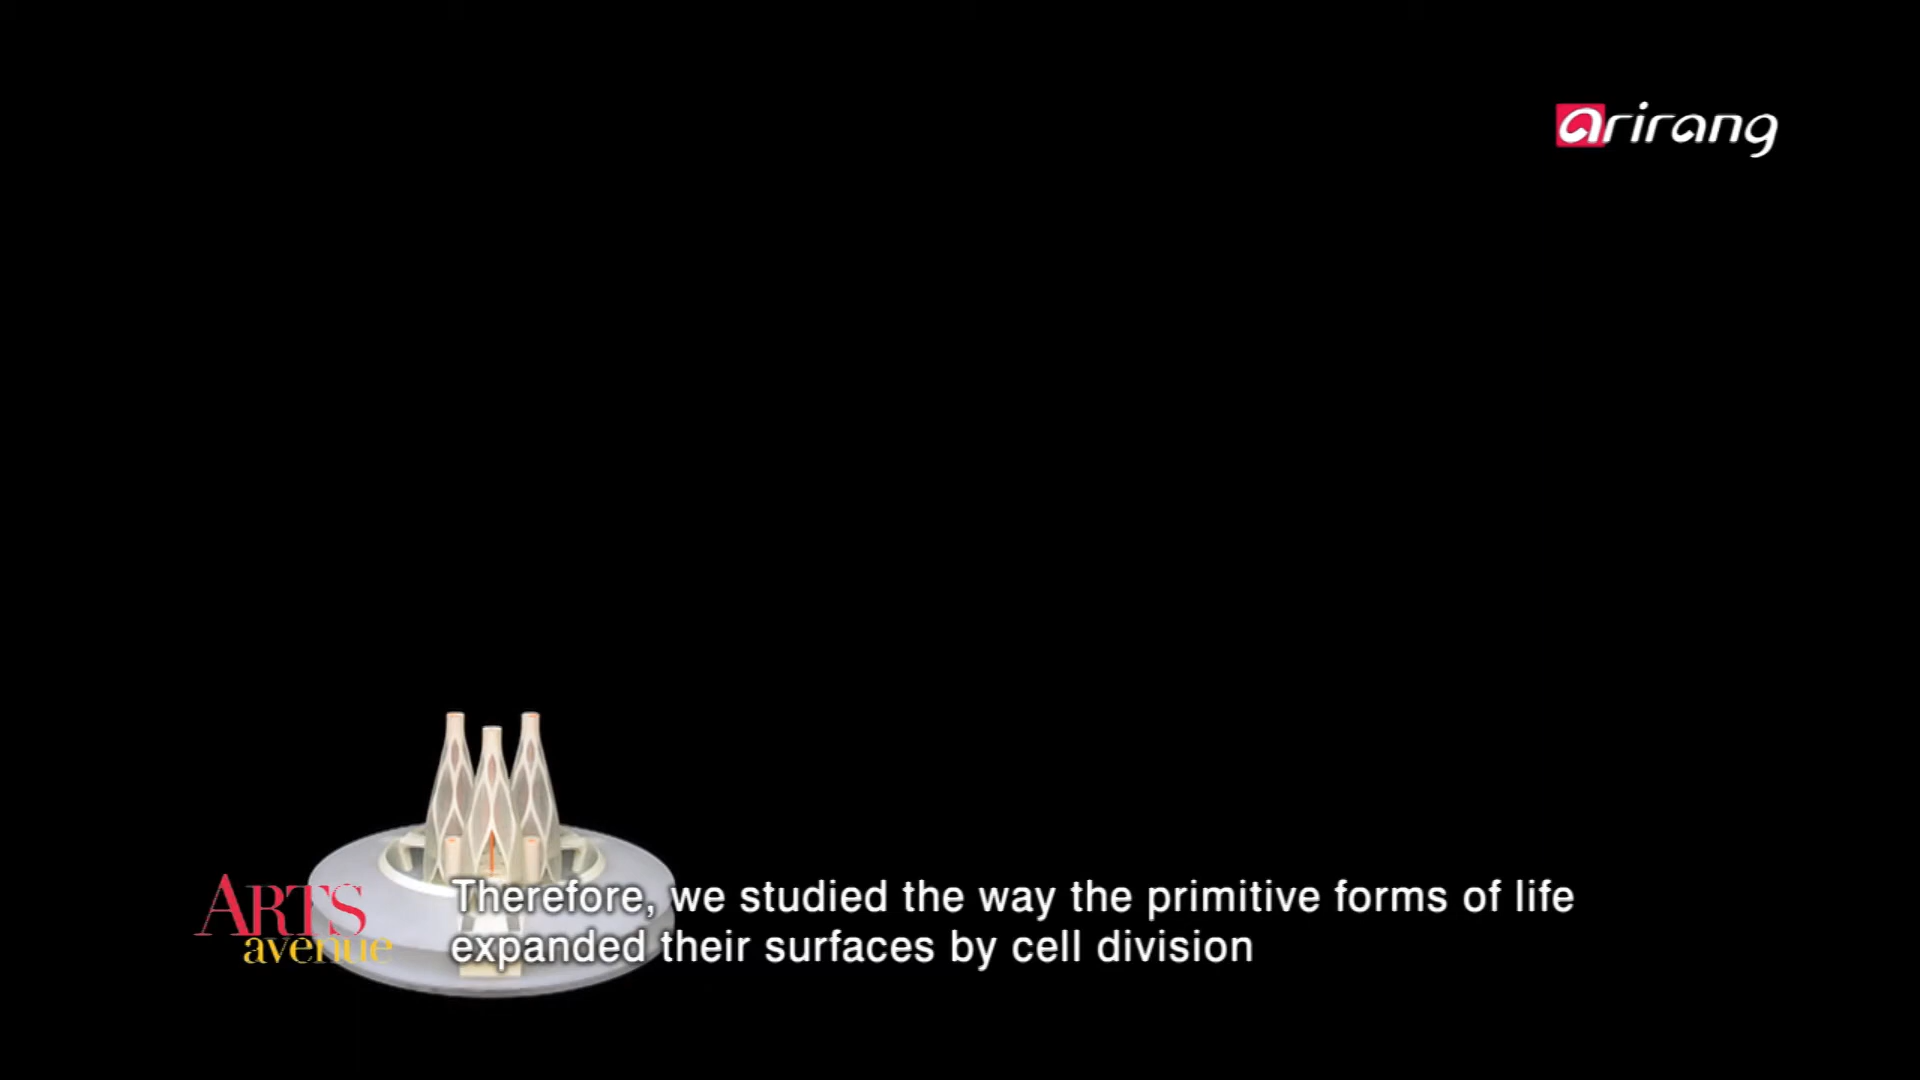 arirang
ARTS
avenue
Therefore, we studied the way the primitive forms of life
expanded their surfaces by cell division